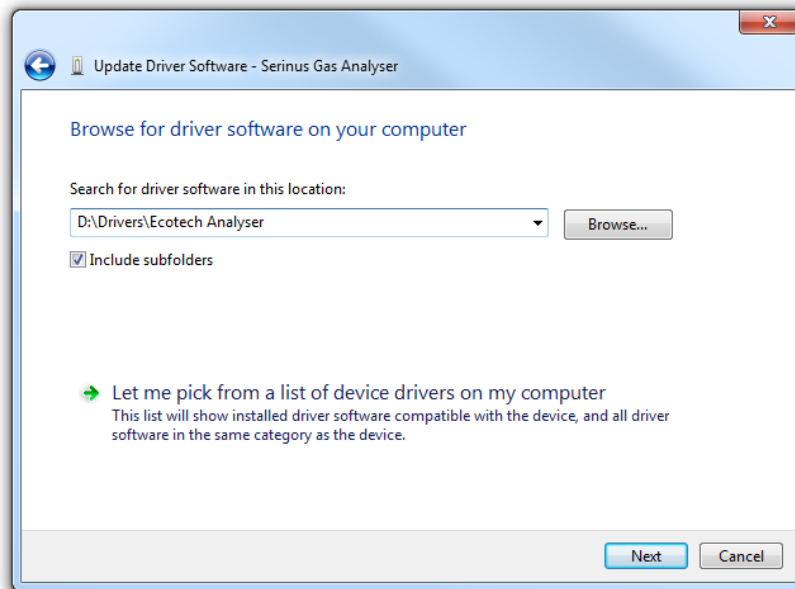 Update Driver Software - Serinus Gas Analyser
Browse for driver software on your computer
Search for driver software in this location:
D:\Drivers\Ecotech Analyser
Browse...
Include subfolders
Let me pick from a list of device drivers on my computer
This list will show installed driver software compatible with the device, and all driver
software in the same category as the device.
Next
Cancel